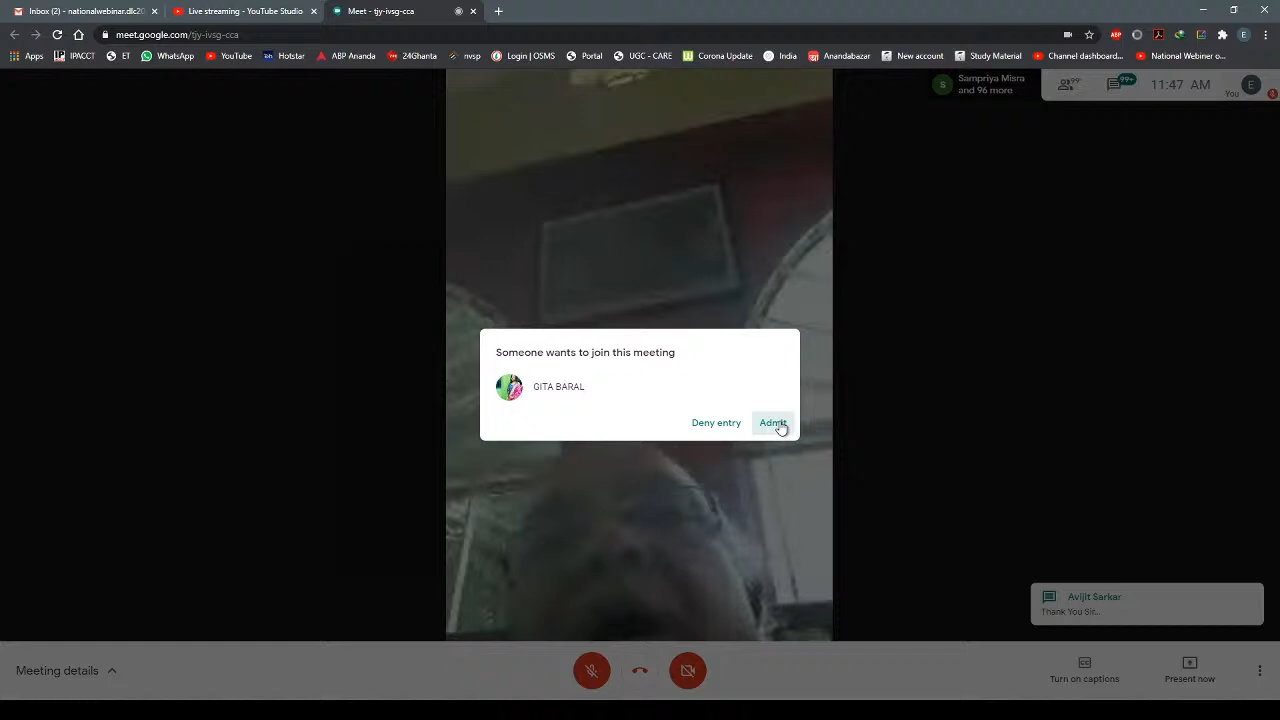 Inbox (2) - nationalwebinar.dlc20
Live streaming - YouTube Studio
Meet - tjy-ivsg-cca
meet.google.com/tjy-ivsg-cca
ABP
E
Apps
IPACCT
ET
WhatsApp
YouTube
Hotstar
ABP Ananda
24Ghanta
nvsp
Login | OSMS
Portal
UGC - CARE
Corona Update
India
Anandabazar
New account
Study Material
Channel dashboard...
National Webinar o...
S
Sampriya Misra
and 96 more
99+
99+
11:47 AM
You
E
Someone wants to join this meeting
GITA BARAL
Deny entry
Admit
Avijit Sarkar
Thank You Sir...
Meeting details
Turn on captions
Present now